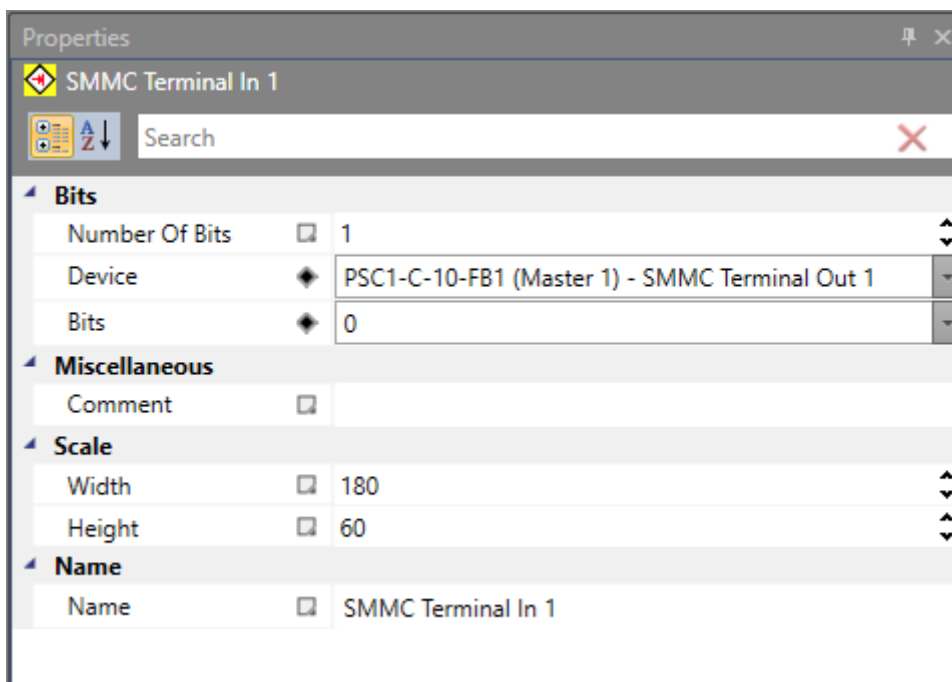 Properties
SMMC Terminal In 1
Search
Bits
Number Of Bits 1
Device PSC1-C-10-FB1 (Master 1) - SMMC Terminal Out 1
Bits 0
Miscellaneous
Comment
Scale
Width 180
Height 60
Name
Name SMMC Terminal In 1